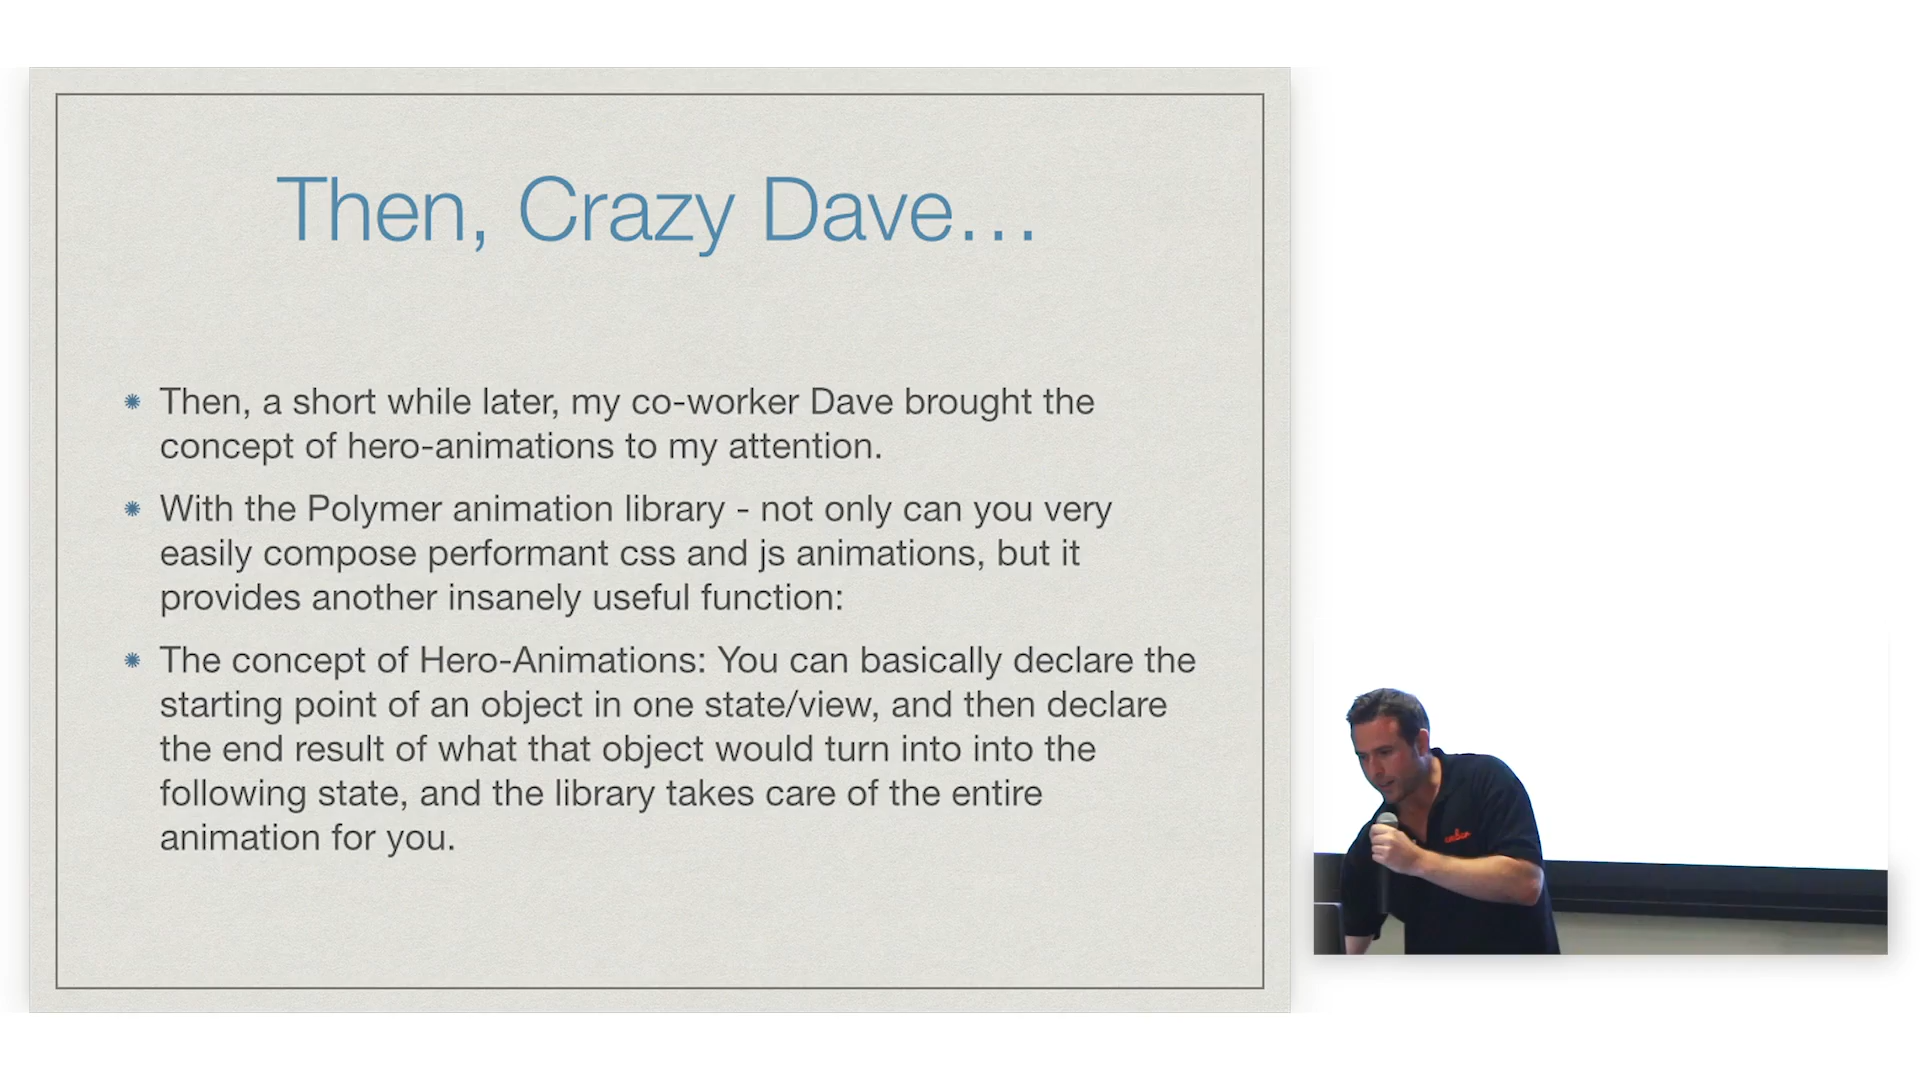 Then, Crazy Dave…
Then, a short while later, my co-worker Dave brought the
concept of hero-animations to my attention.
With the Polymer animation library - not only can you very
easily compose performant css and js animations, but it
provides another insanely useful function:
The concept of Hero-Animations: You can basically declare the
starting point of an object in one state/view, and then declare
the end result of what that object would turn into into the
following state, and the library takes care of the entire
animation for you.